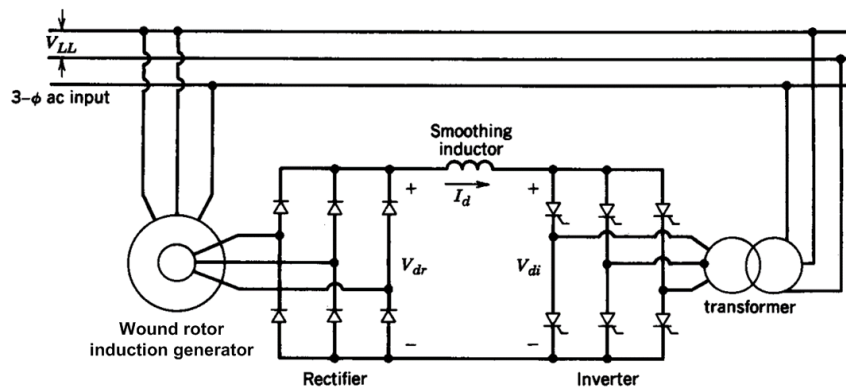 V_LL
3-ϕ ac input
Smoothing
inductor
+
I_d
+
V_dr
V_di
transformer
Wound rotor
induction generator
−
−
Rectifier
Inverter